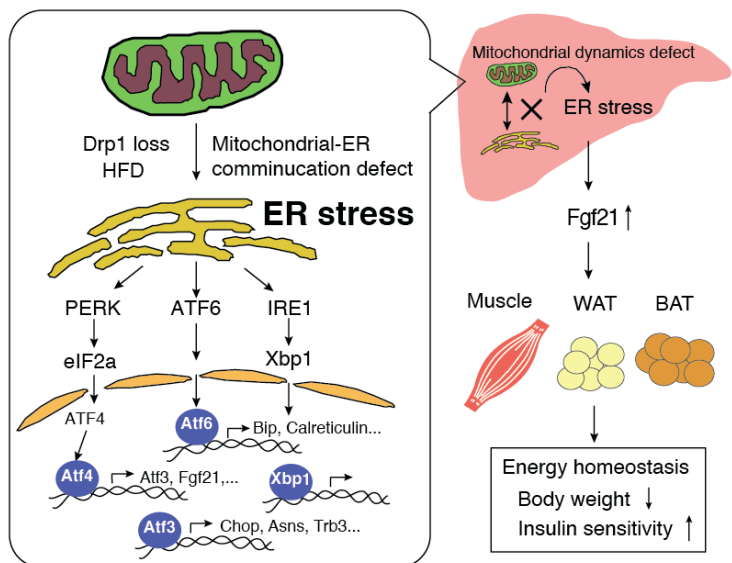 Drp1 loss
HFD
Mitochondrial-ER
comminucation defect
ER stress
PERK
ATF6
IRE1
eIF2a
Xbp1
ATF4
Atf6
Bip, Calreticulin...
Atf4
Atf3, Fgf21,...
Xbp1
Atf3
Chop, Asns, Trb3...
Mitochondrial dynamics defect
ER stress
Fgf21
Muscle
WAT
BAT
Energy homeostasis
Body weight
Insulin sensitivity